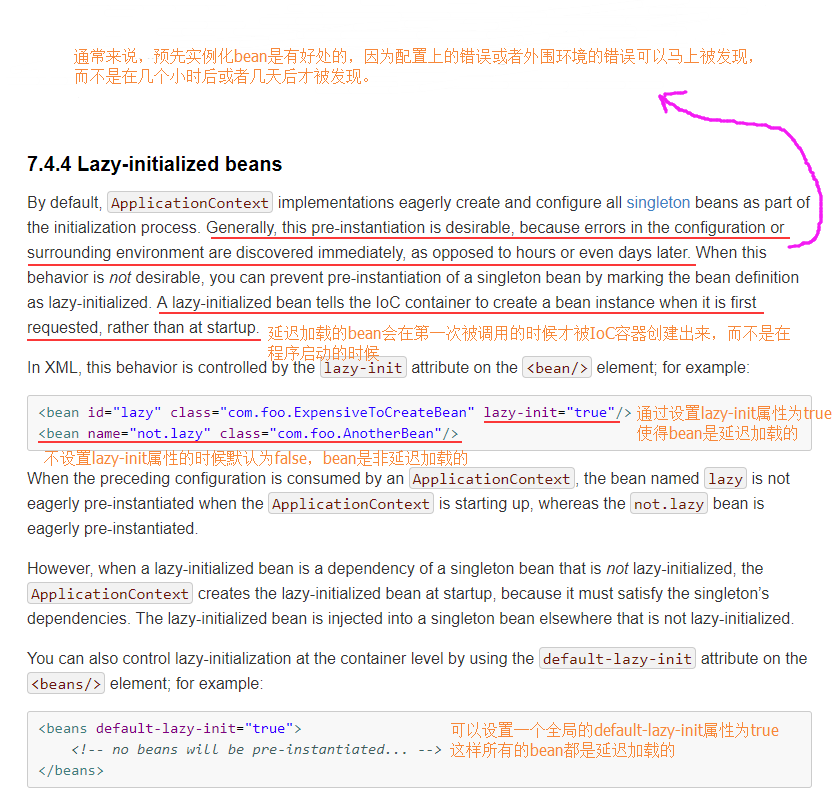 通常来说，预先实例化bean是有好处的，因为配置上的错误或者外围环境的错误可以马上被发现，
而不是在几个小时后或者几天后才被发现。
7.4.4 Lazy-initialized beans
By default, ApplicationContext implementations eagerly create and configure all singleton beans as part of
the initialization process. Generally, this pre-instantiation is desirable, because errors in the configuration or
surrounding environment are discovered immediately, as opposed to hours or even days later. When this
behavior is not desirable, you can prevent pre-instantiation of a singleton bean by marking the bean definition
as lazy-initialized. A lazy-initialized bean tells the IoC container to create a bean instance when it is first
requested, rather than at startup.
延迟加载的bean会在第一次被调用的时候才被IoC容器创建出来，而不是在
程序启动的时候
In XML, this behavior is controlled by the lazy-init attribute on the <bean/> element; for example:
<bean id="lazy" class="com.foo.ExpensiveToCreateBean" lazy-init="true"/>
<bean name="not.lazy" class="com.foo.AnotherBean"/>
通过设置lazy-init属性为true
使得bean是延迟加载的
不设置lazy-init属性的时候默认为false，bean是非延迟加载的
When the preceding configuration is consumed by an ApplicationContext, the bean named lazy is not
eagerly pre-instantiated when the ApplicationContext is starting up, whereas the not.lazy bean is
eagerly pre-instantiated.
However, when a lazy-initialized bean is a dependency of a singleton bean that is not lazy-initialized, the
ApplicationContext creates the lazy-initialized bean at startup, because it must satisfy the singleton’s
dependencies. The lazy-initialized bean is injected into a singleton bean elsewhere that is not lazy-initialized.
You can also control lazy-initialization at the container level by using the default-lazy-init attribute on the
<beans/> element; for example:
<beans default-lazy-init="true">
<!-- no beans will be pre-instantiated... -->
</beans>
可以设置一个全局的default-lazy-init属性为true
这样所有的bean都是延迟加载的